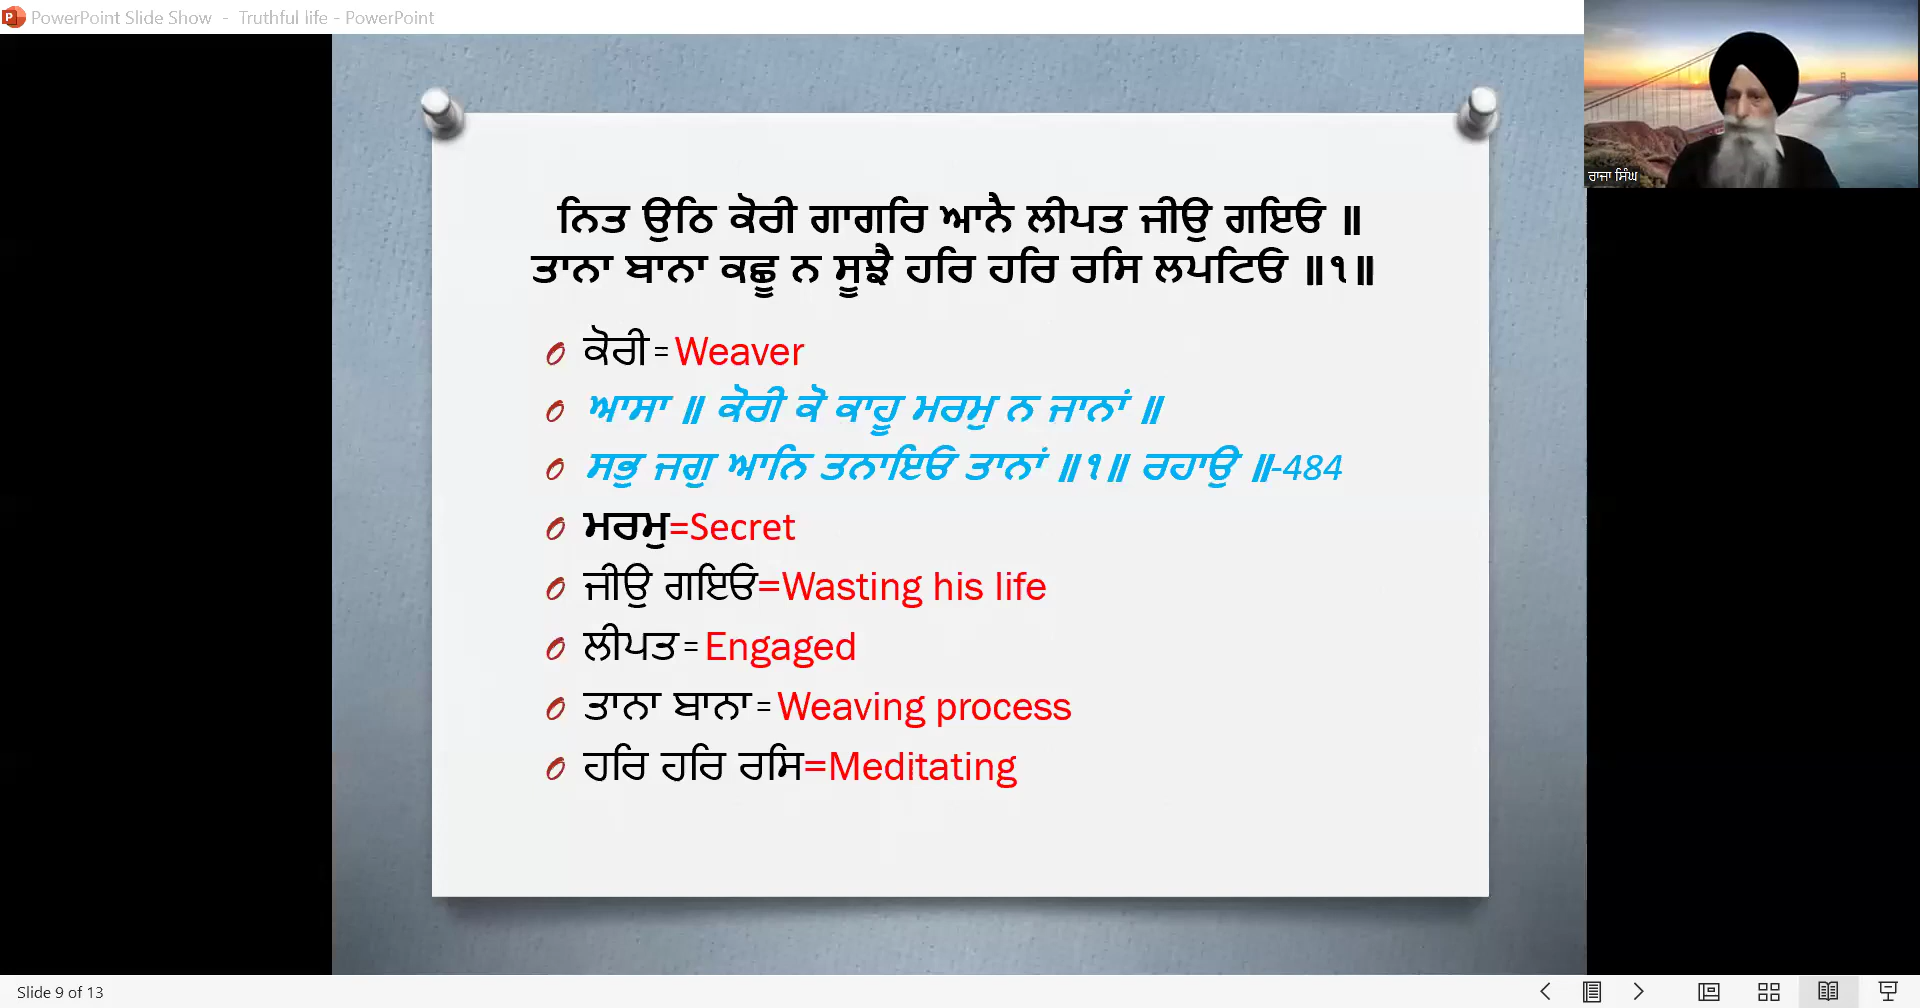 PowerPoint Slide Show - Truthful life - PowerPoint
ਰਾਜਾ ਸਿੰਘ
ਨਿਤ ਉਠਿ ਕੋਰੀ ਗਾਗਰਿ ਆਨੈ ਲੀਪਤ ਜੀਉ ਗਇਓ ॥
ਤਾਨਾ ਬਾਨਾ ਕਛੂ ਨ ਸੂਝੈ ਹਰਿ ਹਰਿ ਰਸਿ ਲਪਟਿਓ ॥੧॥
ਕੋਰੀ=Weaver
ਆਸਾ ॥ ਕੋਰੀ ਕੋ ਕਾਹੂ ਮਰਮੁ ਨ ਜਾਨਾਂ ॥
ਸਭੁ ਜਗੁ ਆਨਿ ਤਨਾਇਓ ਤਾਨਾਂ ॥੧॥ ਰਹਾਉ ॥-484
ਮਰਮੁ=Secret
ਜੀਉ ਗਇਓ=Wasting his life
ਲੀਪਤ=Engaged
ਤਾਨਾ ਬਾਨਾ=Weaving process
ਹਰਿ ਹਰਿ ਰਸਿ=Meditating
Slide 9 of 13